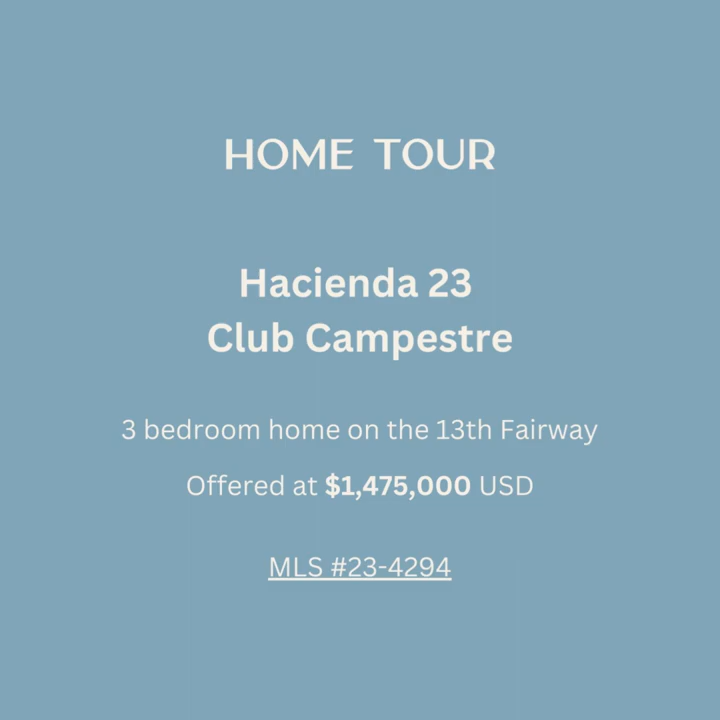 HOME TOUR
Hacienda 23
Club Campestre
3 bedroom home on the 13th Fairway
Offered at $1,475,000 USD
MLS #23-4294